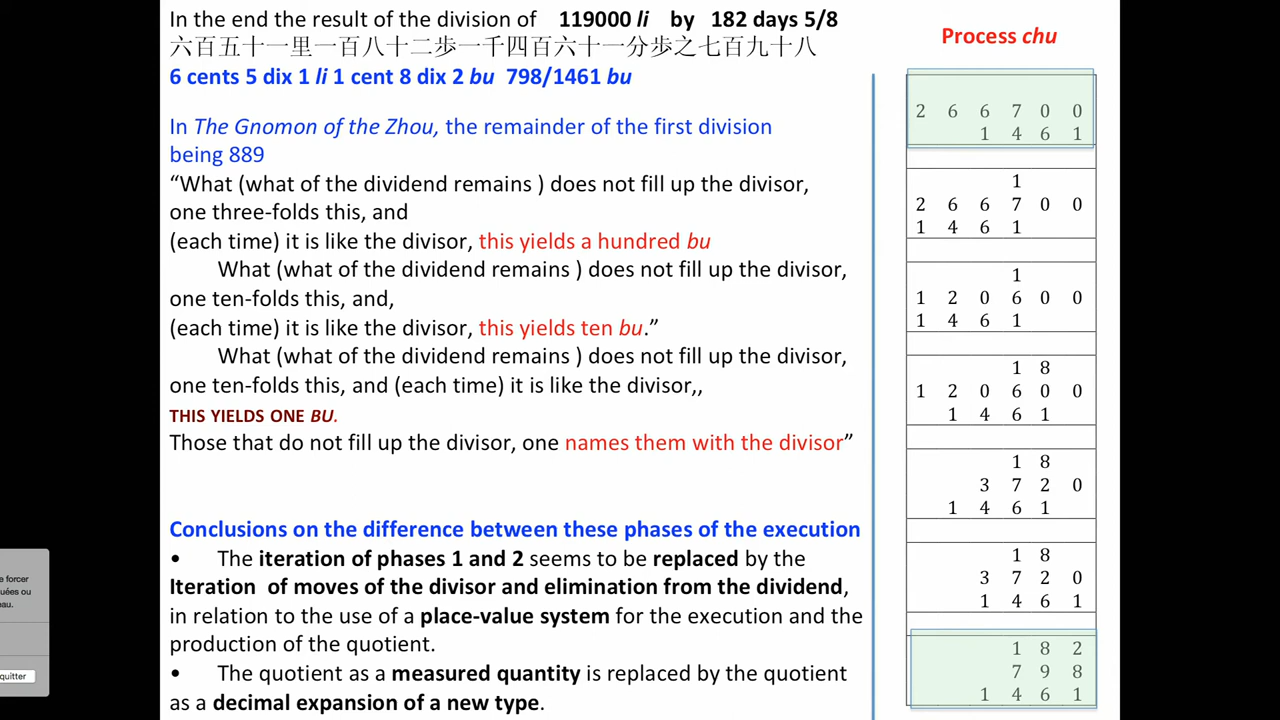 In the end the result of the division of 119000 li by 182 days 5/8
六百五十一里一百八十二歩一千四百六十一分歩之七百九十八
6 cents 5 dix 1 li 1 cent 8 dix 2 bu 798/1461 bu
In The Gnomon of the Zhou, the remainder of the first division
being 889
“What (what of the dividend remains ) does not fill up the divisor,
one three-folds this, and
(each time) it is like the divisor, this yields a hundred bu
What (what of the dividend remains ) does not fill up the divisor,
one ten-folds this, and,
(each time) it is like the divisor, this yields ten bu.”
What (what of the dividend remains ) does not fill up the divisor,
one ten-folds this, and (each time) it is like the divisor,,
THIS YIELDS ONE BU.
Those that do not fill up the divisor, one names them with the divisor”
Conclusions on the difference between these phases of the execution
• The iteration of phases 1 and 2 seems to be replaced by the
Iteration of moves of the divisor and elimination from the dividend,
in relation to the use of a place-value system for the execution and the
production of the quotient.
• The quotient as a measured quantity is replaced by the quotient
as a decimal expansion of a new type.
Process chu
2 6 6 7 0 0
1 4 6 1
1
2 6 6 7 0 0
1 4 6 1
1
1 2 0 6 0 0
1 4 6 1
1 8
1 2 0 6 0 0
1 4 6 1
1 8
3 7 2 0
1 4 6 1
1 8
3 7 2 0
1 4 6 1
1 8 2
7 9 8
1 4 6 1
e forcer
uées ou
eau.
quitter